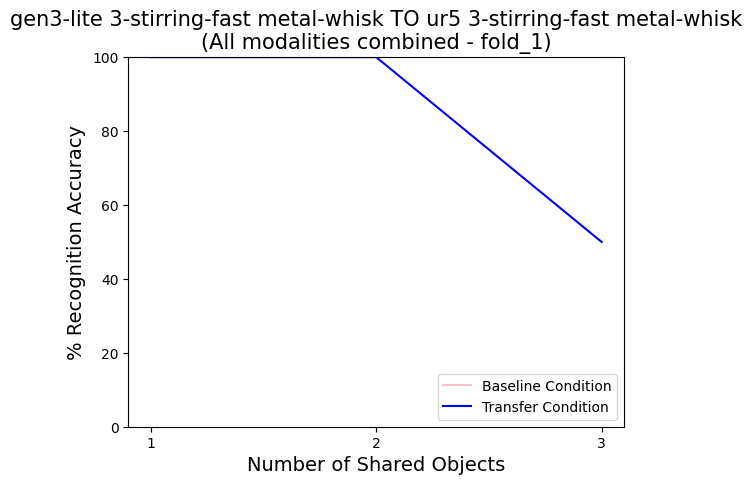 gen3-lite 3-stirring-fast metal-whisk TO ur5 3-stirring-fast metal-whisk
(All modalities combined - fold_1)
100
80
60
40
20
0
% Recognition Accuracy
Baseline Condition
Transfer Condition
1 2 3
Number of Shared Objects